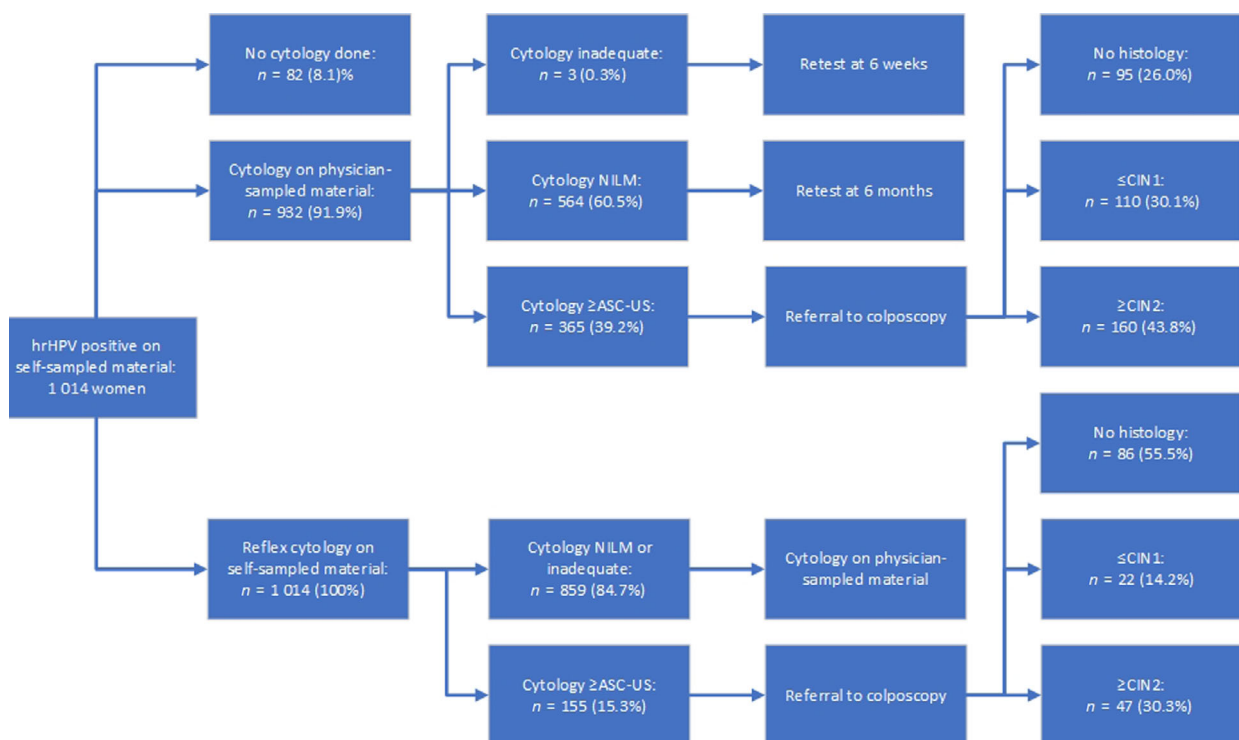 No cytology done:
n = 82 (8.1)%
Cytology inadequate:
n = 3 (0.3%)
Retest at 6 weeks
No histology:
n = 95 (26.0%)
Cytology on physician-
sampled material:
n = 932 (91.9%)
Cytology NILM:
n = 564 (60.5%)
Retest at 6 months
≤CIN1:
n = 110 (30.1%)
Cytology ≥ASC-US:
n = 365 (39.2%)
Referral to colposcopy
≥CIN2:
n = 160 (43.8%)
hrHPV positive on
self-sampled material:
1 014 women
No histology:
n = 86 (55.5%)
Reflex cytology on
self-sampled material:
n = 1 014 (100%)
Cytology NILM or
inadequate:
n = 859 (84.7%)
Cytology on physician-
sampled material
≤CIN1:
n = 22 (14.2%)
Cytology ≥ASC-US:
n = 155 (15.3%)
Referral to colposcopy
≥CIN2:
n = 47 (30.3%)